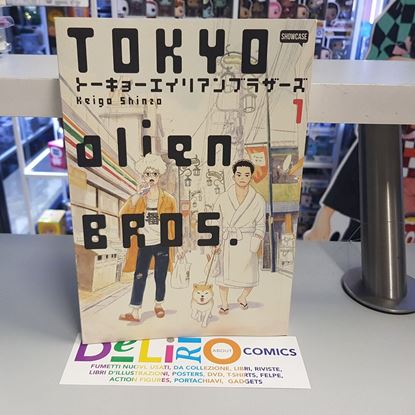 TOKYO
SHOWCASE
トーキョーエイリアンブラザーズ
Keigo Shinzo
1
alien
BROS.
DeLiRiO ABOUT COMICS
FUMETTI NUOVI, USATI, DA COLLEZIONE, LIBRI, RIVISTE,
LIBRI D'ILLUSTRAZIONI, POSTERS, DVD, T-SHIRTS, FELPE,
ACTION FIGURES, PORTACHIAVI, GADGETS